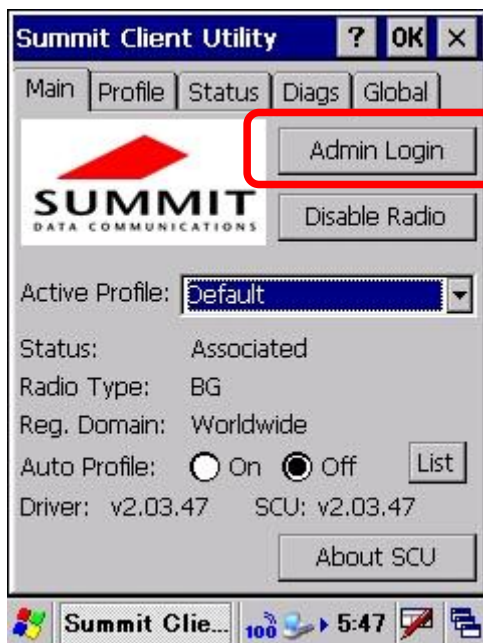 Summit Client Utility ? OK ×
Main Profile Status Diags Global
Admin Login
SUMMIT
DATA COMMUNICATIONS
Disable Radio
Active Profile: Default
Status: Associated
Radio Type: BG
Reg. Domain: Worldwide
Auto Profile: On Off List
Driver: v2.03.47 SCU: v2.03.47
About SCU
Summit Clie... 100 5:47